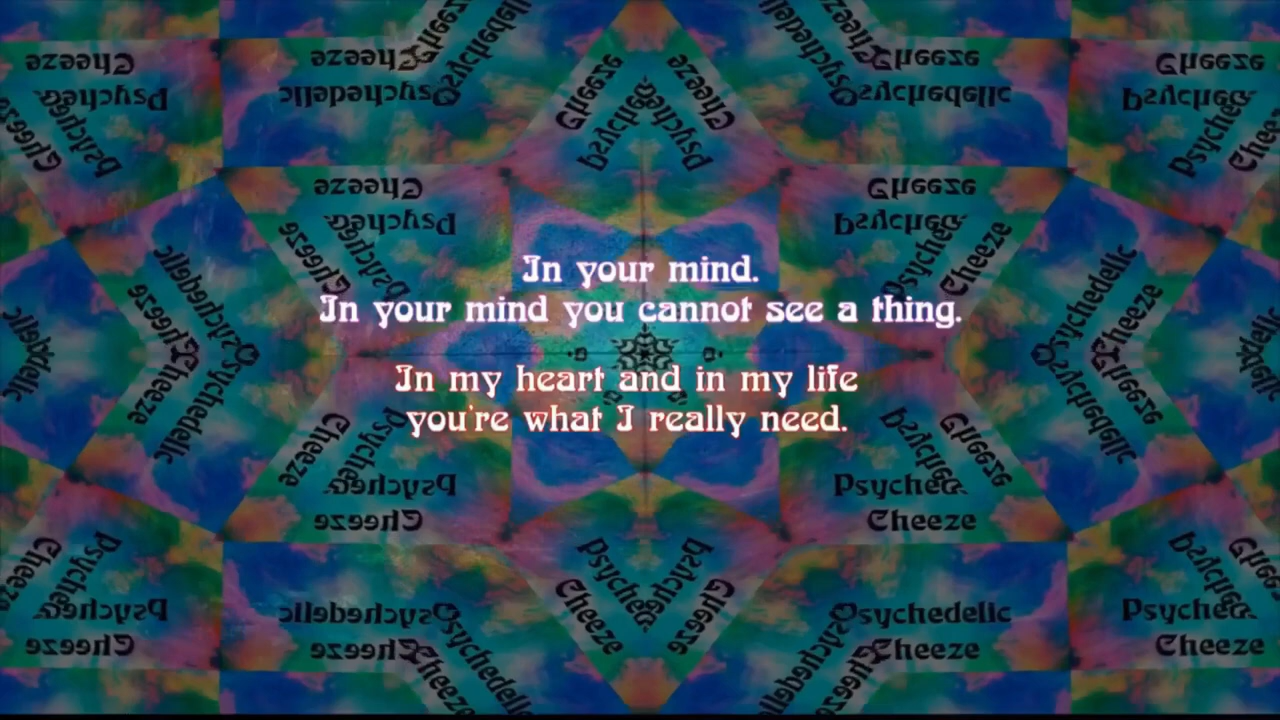 In your mind.
In your mind you cannot see a thing.
In my heart and in my life
you're what I really need.
Psychedelic
Cheeze